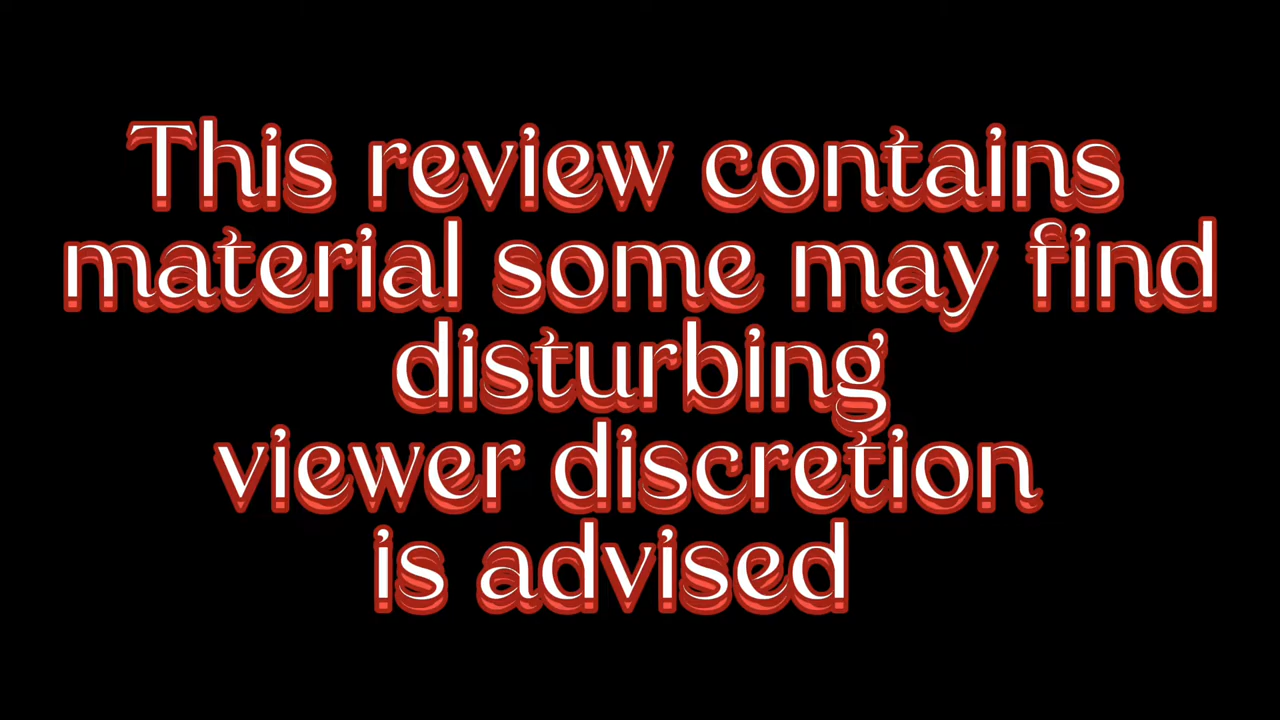 This review contains
material some may find
disturbing
viewer discretion
is advised